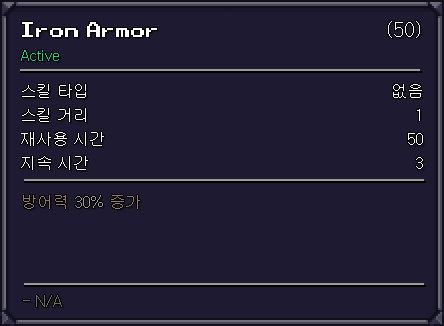 Iron Armor (50)
Active
스킬 타입 없음
스킬 거리 1
재사용 시간 50
지속 시간 3
방어력 30% 증가
- N/A